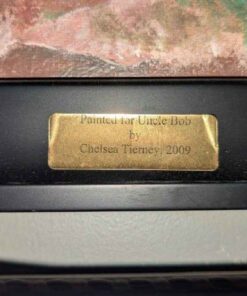 Painted for Uncle Bob
by
Chelsea Tierney, 2009